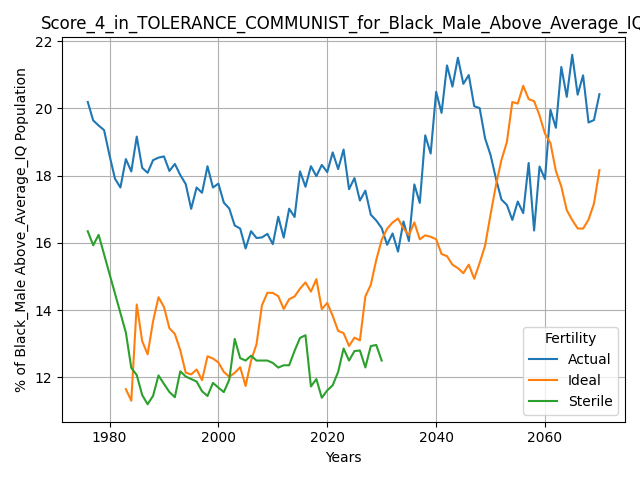 Score_4_in_TOLERANCE_COMMUNIST_for_Black_Male_Above_Average_IQ
% of Black_Male Above_Average_IQ Population
22
20
18
16
14
12
1980 2000 2020 2040 2060
Years
Fertility
Actual
Ideal
Sterile